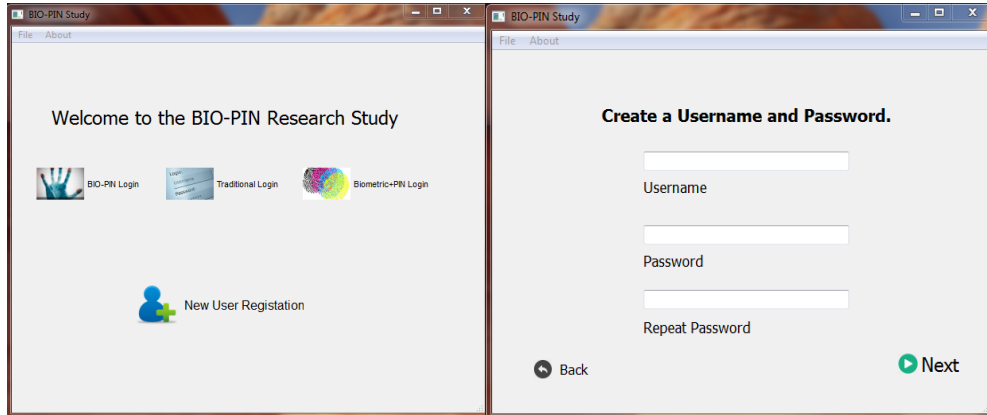 BIO-PIN Study
File About
Welcome to the BIO-PIN Research Study
BIO-PIN Login
Login
Password
Traditional Login
Biometric+PIN Login
New User Registation
BIO-PIN Study
File About
Create a Username and Password.
Username
Password
Repeat Password
Back
Next